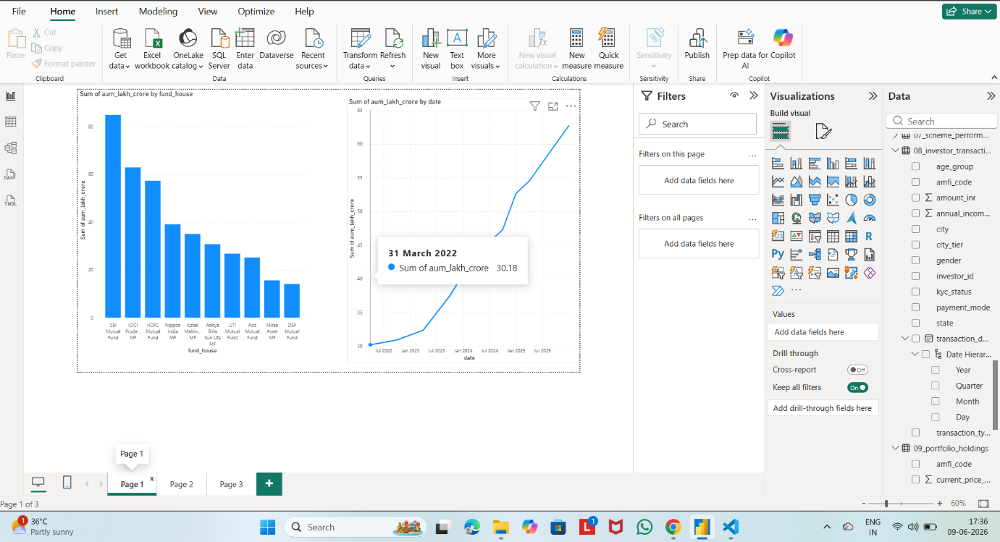 File Home Insert Modeling View Optimize Help Share
Paste
Cut
Copy
Format painter
Clipboard
Get data
Excel workbook
OneLake catalog
SQL Server
Enter data
Dataverse
Recent sources
Data
Transform data
Refresh
Queries
New visual
Text box
More visuals
Insert
New visual calculation
New measure
Quick measure
Calculations
Sensitivity
Sensitivity
Publish
Share
Prep data for AI
Copilot
Copilot
DAX
TMDL
Sum of aum_lakh_crore by fund_house
Sum of aum_lakh_crore
80
60
40
20
0
SBI Mutual Fund
ICICI Prude... MF
HDFC Mutual Fund
Nippon India MF
Kotak Mahin... MF
Aditya Birla Sun Life MF
UTI Mutual Fund
Axis Mutual Fund
Mirae Asset MF
DSP Mutual Fund
fund_house
Sum of aum_lakh_crore by date
Sum of aum_lakh_crore
65
60
55
50
45
40
35
30
31 March 2022
Sum of aum_lakh_crore 30.18
Jul 2022 Jan 2023 Jul 2023 Jan 2024 Jul 2024 Jan 2025 Jul 2025
date
Filters
Search
Filters on this page ...
Add data fields here
Filters on all pages ...
Add data fields here
Visualizations
Build visual
123
R
Py
...
Values
Add data fields here
Drill through
Cross-report Off
Keep all filters On
Add drill-through fields here
Data
Search
07_scheme_perform...
08_investor_transacti...
age_group
amfi_code
amount_inr
annual_incom...
city
city_tier
gender
investor_id
kyc_status
payment_mode
state
transaction_d...
Date Hierar...
Year
Quarter
Month
Day
transaction_ty...
09_portfolio_holdings
amfi_code
current_price_...
Page 1
Page 1 x
Page 2
Page 3
+
Page 1 of 3
- + 60%
1
36°C
Partly sunny
Search
L
1
ENG
IN
17:36
09-06-2026